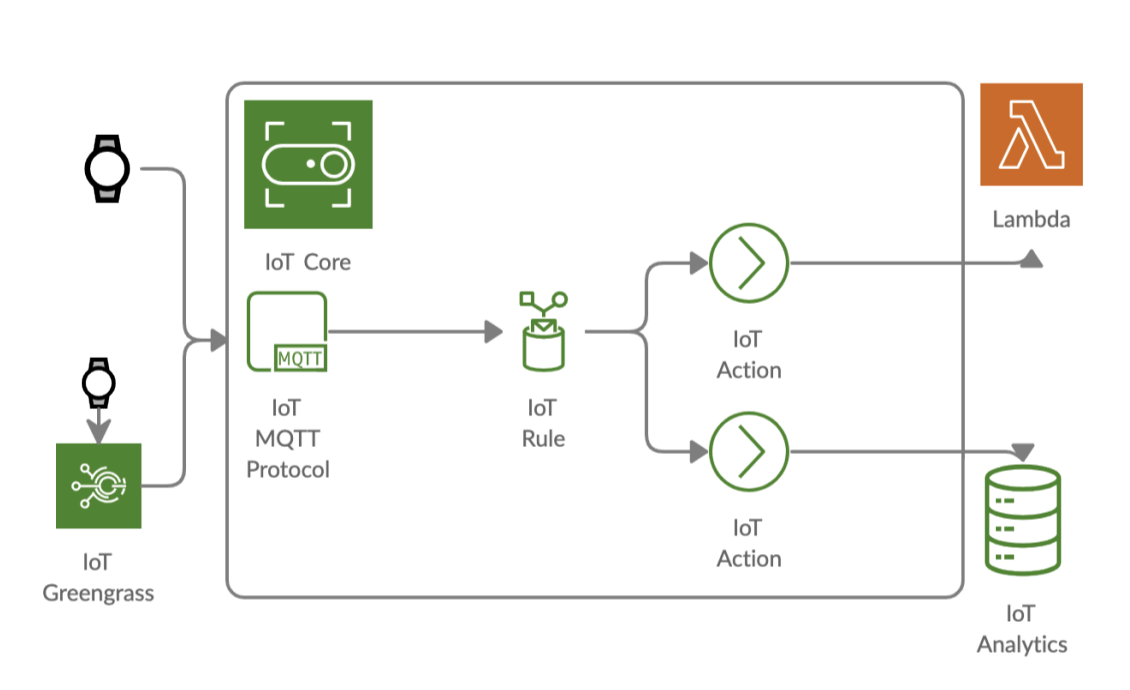 IoT Core
MQTT
IoT
MQTT
Protocol
IoT
Rule
IoT
Action
IoT
Action
Lambda
IoT
Greengrass
IoT
Analytics